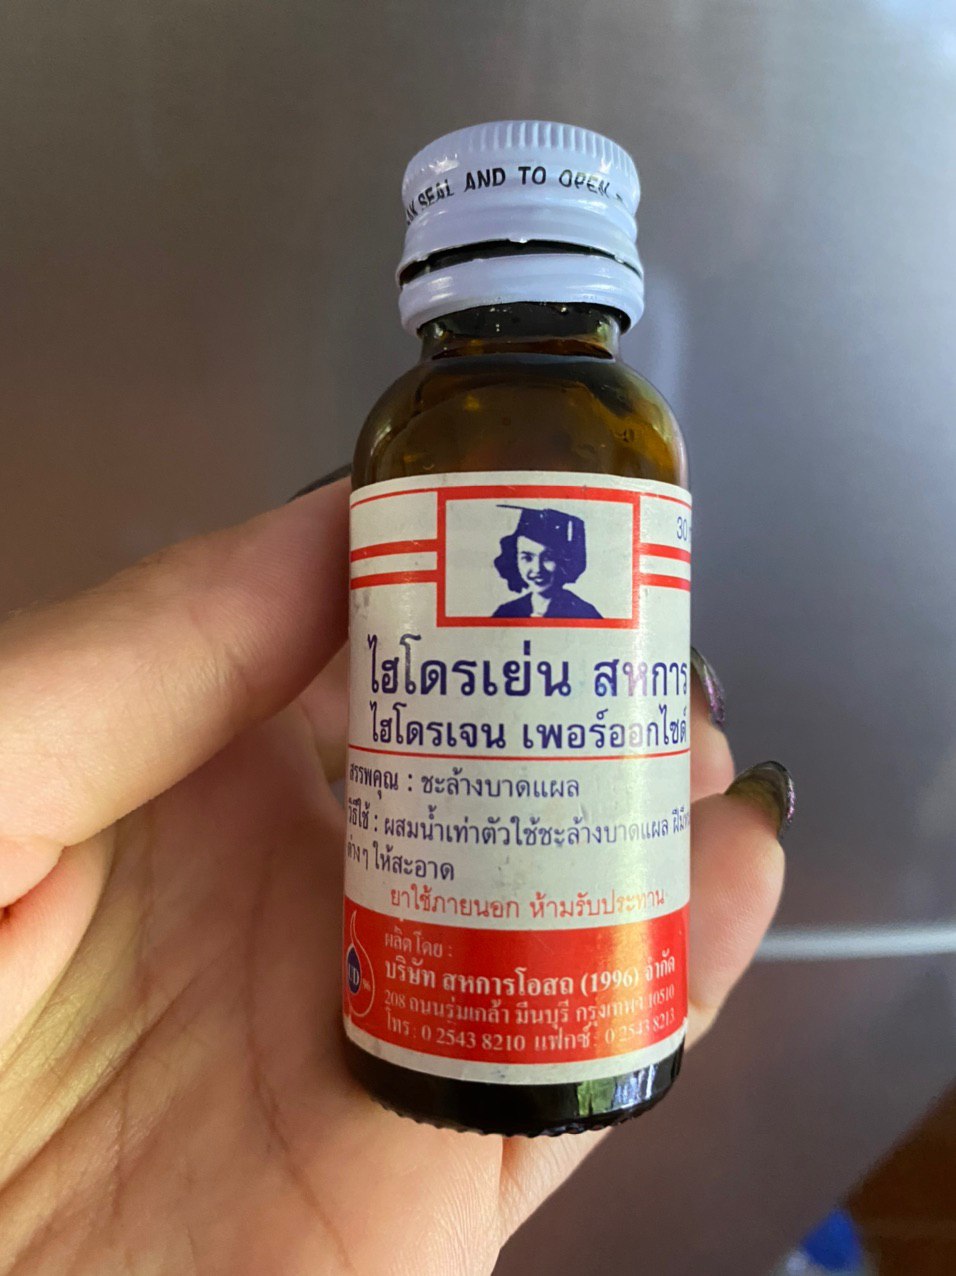 SEAL AND TO OPEN
30
ไฮโดรเย่น สหการ
ไฮโดรเจน เพอร์ออกไซด์
สรรพคุณ : ชะล้างบาดแผล
วิธีใช้ : ผสมน้ำเท่าตัวใช้ชะล้างบาดแผล
ต่างๆ ให้สะอาด
ยาใช้ภายนอก ห้ามรับประทาน
ผลิตโดย :
บริษัท สหการโอสถ (1996) จำกัด
208 ถนนร่มเกล้า มีนบุรี กรุงเทพฯ 10510
โทร : 0 2543 8210 แฟกซ์ : 0 2543 8213